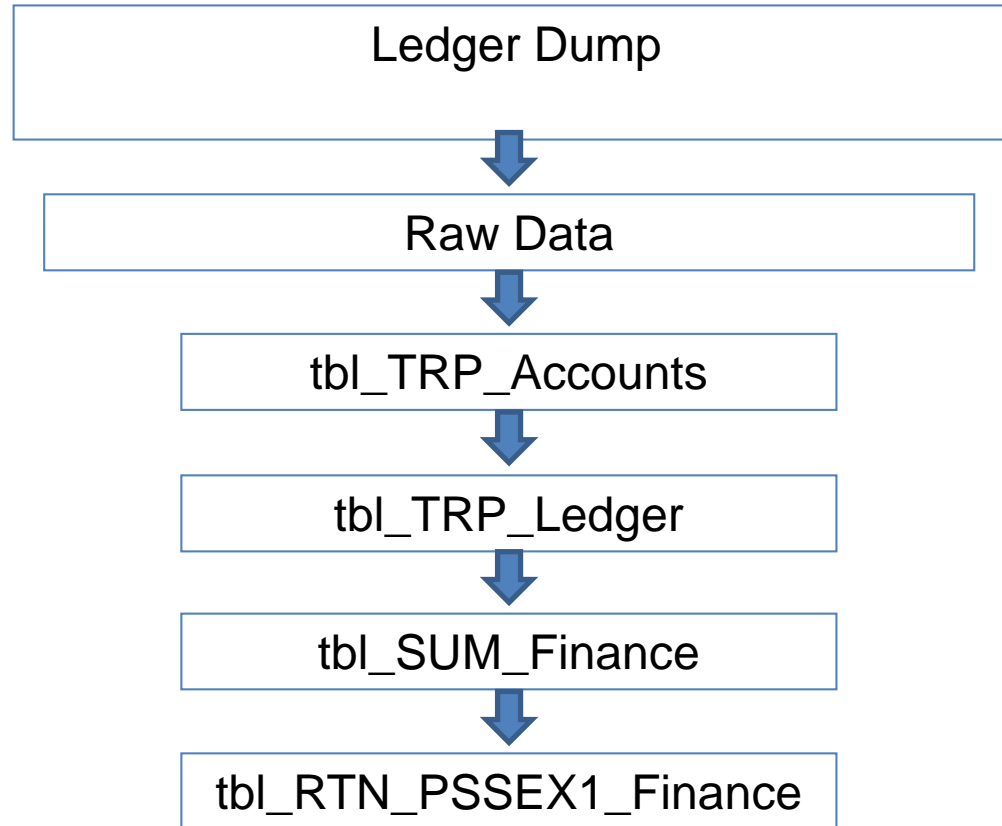 Ledger Dump
Raw Data
tbl_TRP_Accounts
tbl_TRP_Ledger
tbl_SUM_Finance
tbl_RTN_PSSEX1_Finance